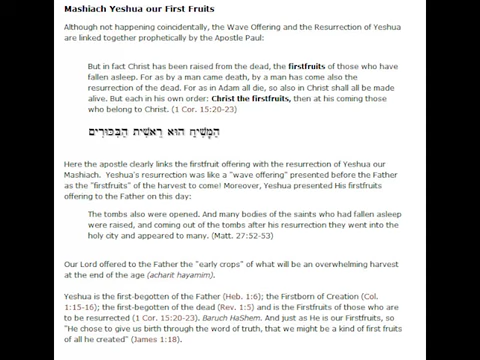 Mashiach Yeshua our First Fruits
Although not happening coincidentally, the Wave Offering and the Resurrection of Yeshua
are linked together prophetically by the Apostle Paul:
But in fact Christ has been raised from the dead, the firstfruits of those who have
fallen asleep. For as by a man came death, by a man has come also the
resurrection of the dead. For as in Adam all die, so also in Christ shall all be made
alive. But each in his own order: Christ the firstfruits, then at his coming those
who belong to Christ. (1 Cor. 15:20-23)
הַמָּשִׁיחַ הוּא רֵאשִׁית הַבִּכּוּרִים
Here the apostle clearly links the firstfruit offering with the resurrection of Yeshua our
Mashiach. Yeshua's resurrection was like a "wave offering" presented before the Father
as the "firstfruits" of the harvest to come! Moreover, Yeshua presented His firstfruits
offering to the Father on this day:
The tombs also were opened. And many bodies of the saints who had fallen asleep
were raised, and coming out of the tombs after his resurrection they went into the
holy city and appeared to many. (Matt. 27:52-53)
Our Lord offered to the Father the "early crops" of what will be an overwhelming harvest
at the end of the age (acharit hayamim).
Yeshua is the first-begotten of the Father (Heb. 1:6); the Firstborn of Creation (Col.
1:15-16); the first-begotten of the dead (Rev. 1:5) and is the Firstfruits of those who are
to be resurrected (1 Cor. 15:20-23). Baruch HaShem. And just as He is our Firstfruits, so
"He chose to give us birth through the word of truth, that we might be a kind of first fruits
of all he created" (James 1:18).